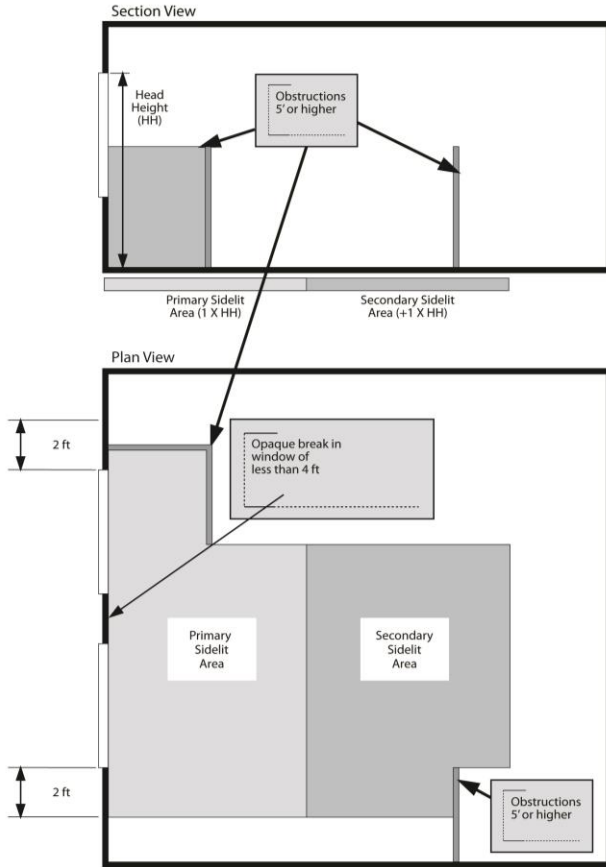 Section View
Head
Height
(HH)
Obstructions
5' or higher
Primary Sidelit
Area (1 X HH)
Secondary Sidelit
Area (+1 X HH)
Plan View
2 ft
Opaque break in
window of
less than 4 ft
Primary
Sidelit
Area
Secondary
Sidelit
Area
2 ft
Obstructions
5' or higher